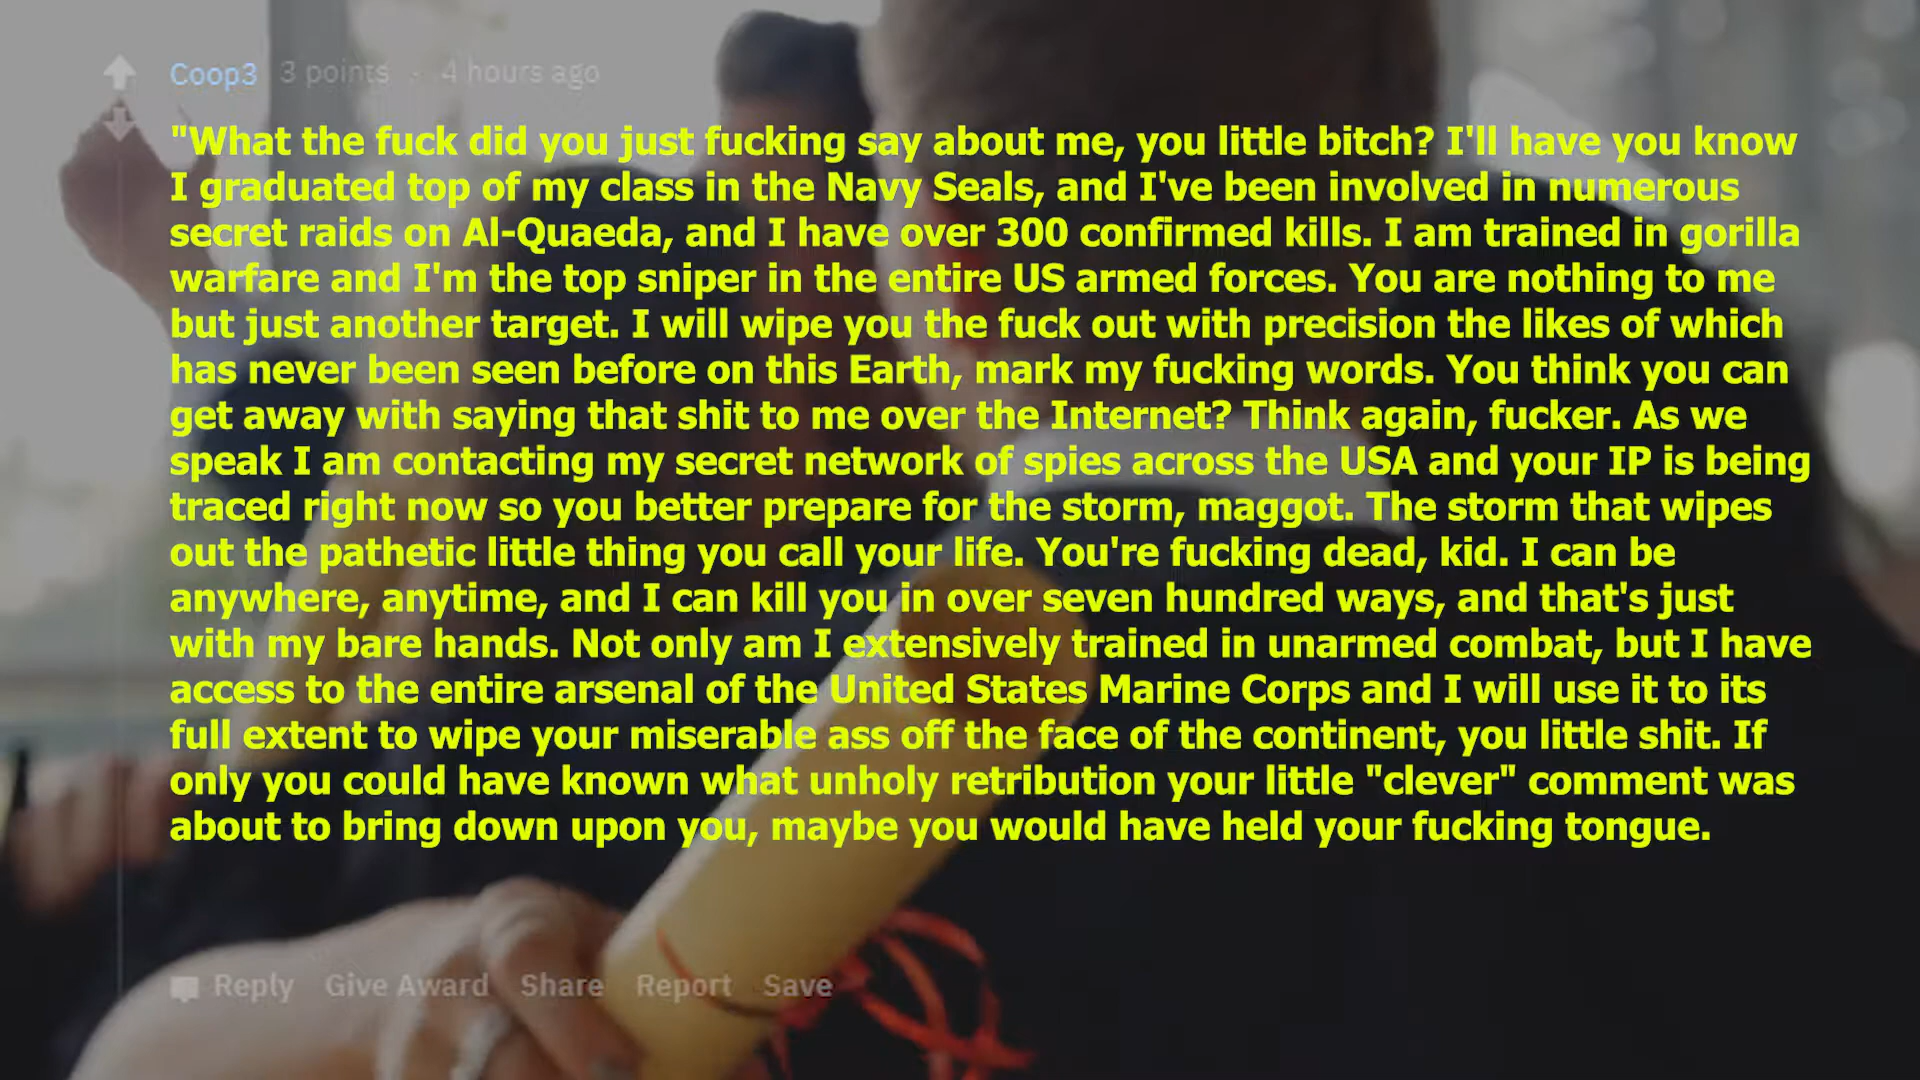 Coop3 3 points · 4 hours ago
"What the fuck did you just fucking say about me, you little bitch? I'll have you know
I graduated top of my class in the Navy Seals, and I've been involved in numerous
secret raids on Al-Quaeda, and I have over 300 confirmed kills. I am trained in gorilla
warfare and I'm the top sniper in the entire US armed forces. You are nothing to me
but just another target. I will wipe you the fuck out with precision the likes of which
has never been seen before on this Earth, mark my fucking words. You think you can
get away with saying that shit to me over the Internet? Think again, fucker. As we
speak I am contacting my secret network of spies across the USA and your IP is being
traced right now so you better prepare for the storm, maggot. The storm that wipes
out the pathetic little thing you call your life. You're fucking dead, kid. I can be
anywhere, anytime, and I can kill you in over seven hundred ways, and that's just
with my bare hands. Not only am I extensively trained in unarmed combat, but I have
access to the entire arsenal of the United States Marine Corps and I will use it to its
full extent to wipe your miserable ass off the face of the continent, you little shit. If
only you could have known what unholy retribution your little "clever" comment was
about to bring down upon you, maybe you would have held your fucking tongue.
Reply Give Award Share Report Save